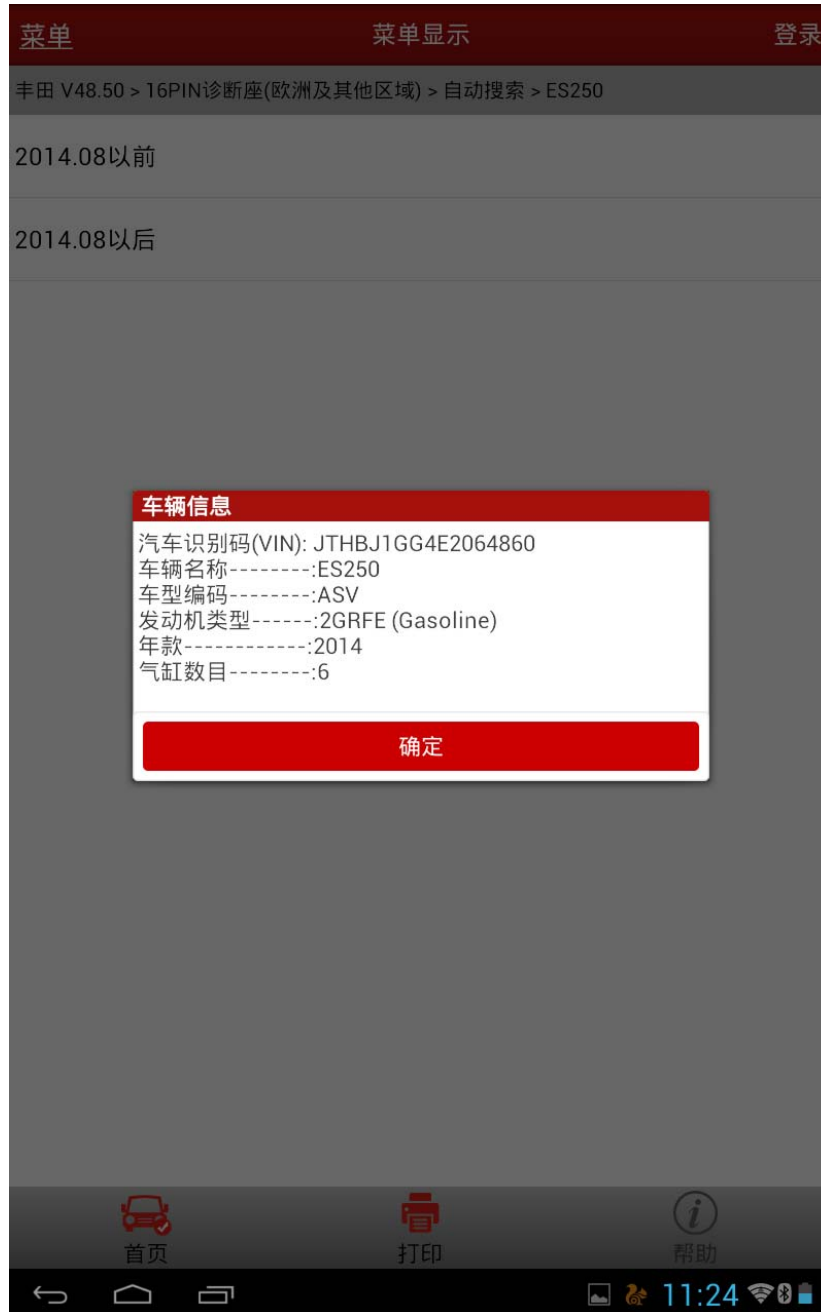 菜单 菜单显示 登录
丰田 V48.50 > 16PIN诊断座(欧洲及其他区域) > 自动搜索 > ES250
2014.08以前
2014.08以后
车辆信息
汽车识别码(VIN): JTHBJ1GG4E2064860
车辆名称--------:ES250
车型编码--------:ASV
发动机类型------:2GRFE (Gasoline)
年款------------:2014
气缸数目--------:6
确定
首页 打印 帮助
11:24